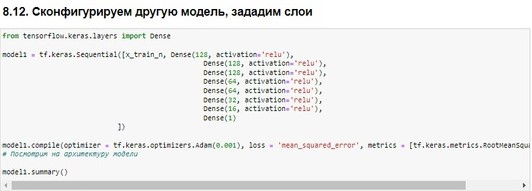 8.12. Сконфигурируем другую модель, зададим слои
from tensorflow.keras.layers import Dense
model1 = tf.keras.Sequential([x_train_n, Dense(128, activation='relu'),
Dense(128, activation='relu'),
Dense(128, activation='relu'),
Dense(64, activation='relu'),
Dense(64, activation='relu'),
Dense(32, activation='relu'),
Dense(16, activation='relu'),
Dense(1)
])
model1.compile(optimizer = tf.keras.optimizers.Adam(0.001), loss = 'mean_squared_error', metrics = [tf.keras.metrics.RootMeanSqua
# Посмотрим на архитектуру модели
model1.summary()